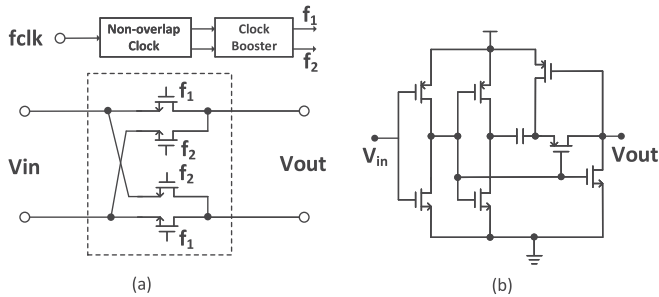 fclk
Non-overlap
Clock
Clock
Booster
f1
f2
f1
f2
f2
f1
Vin
Vout
(a)
Vin
Vout
(b)